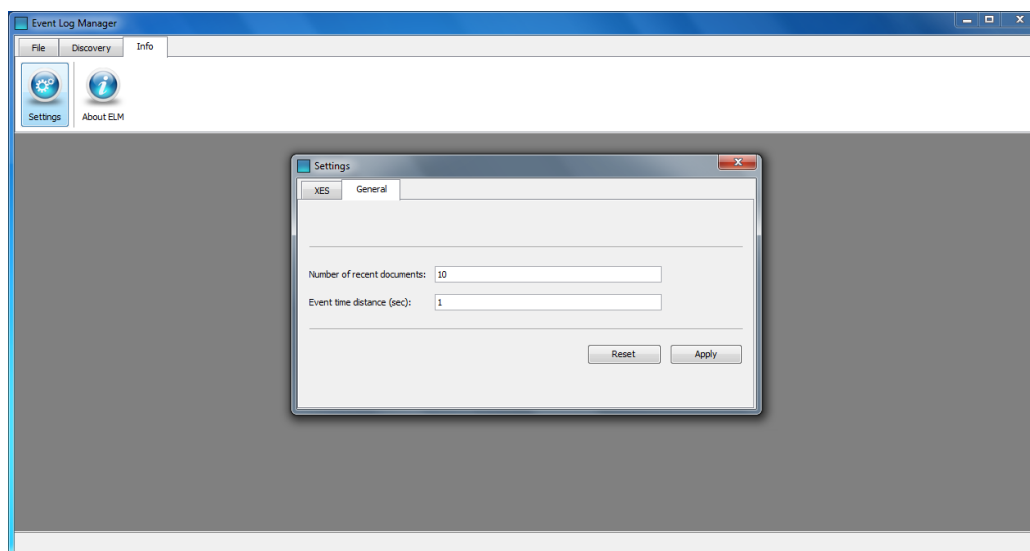 Event Log Manager
File Discovery Info
Settings About ELM
Settings
XES General
Number of recent documents: 10
Event time distance (sec): 1
Reset Apply